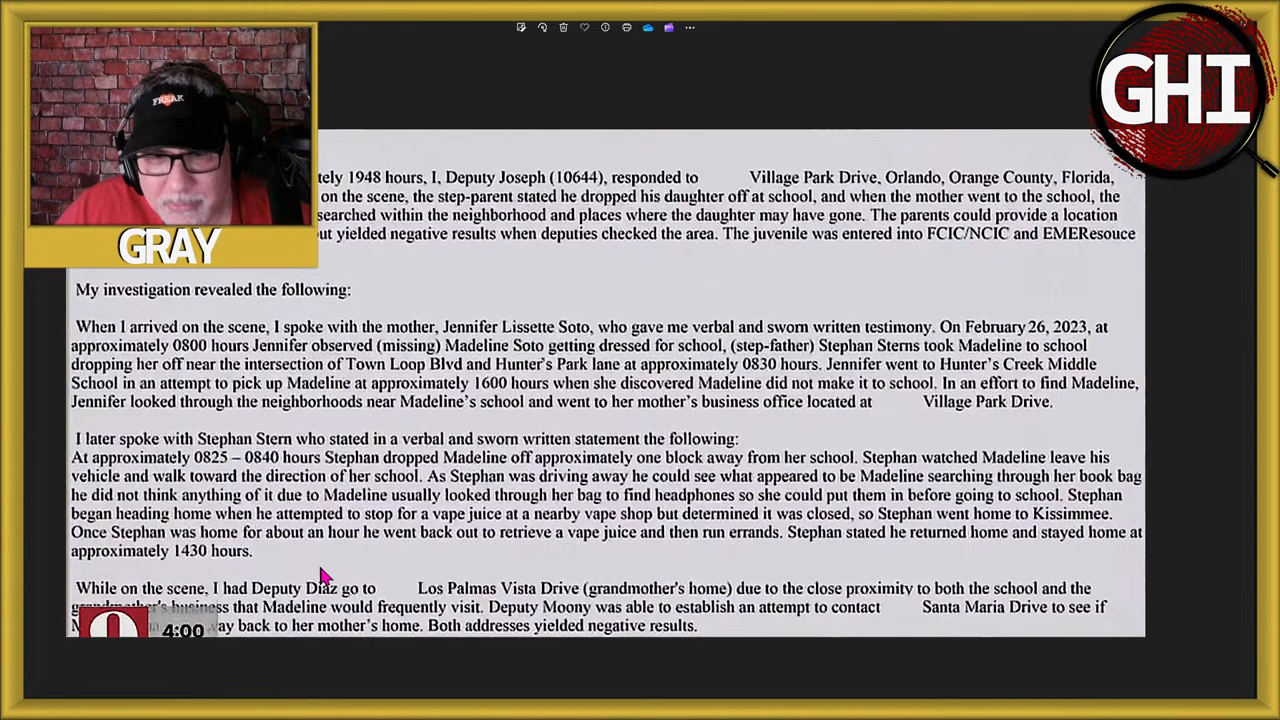 FREAK
GHI
GRAY
tely 1948 hours, I, Deputy Joseph (10644), responded to Village Park Drive, Orlando, Orange County, Florida,
on the scene, the step-parent stated he dropped his daughter off at school, and when the mother went to the school, the
searched within the neighborhood and places where the daughter may have gone. The parents could provide a location
out yielded negative results when deputies checked the area. The juvenile was entered into FCIC/NCIC and EMEResouce
My investigation revealed the following:
When I arrived on the scene, I spoke with the mother, Jennifer Lissette Soto, who gave me verbal and sworn written testimony. On February 26, 2023, at
approximately 0800 hours Jennifer observed (missing) Madeline Soto getting dressed for school, (step-father) Stephan Sterns took Madeline to school
dropping her off near the intersection of Town Loop Blvd and Hunter's Park lane at approximately 0830 hours. Jennifer went to Hunter's Creek Middle
School in an attempt to pick up Madeline at approximately 1600 hours when she discovered Madeline did not make it to school. In an effort to find Madeline,
Jennifer looked through the neighborhoods near Madeline's school and went to her mother's business office located at Village Park Drive.
I later spoke with Stephan Stern who stated in a verbal and sworn written statement the following:
At approximately 0825 – 0840 hours Stephan dropped Madeline off approximately one block away from her school. Stephan watched Madeline leave his
vehicle and walk toward the direction of her school. As Stephan was driving away he could see what appeared to be Madeline searching through her book bag
he did not think anything of it due to Madeline usually looked through her bag to find headphones so she could put them in before going to school. Stephan
began heading home when he attempted to stop for a vape juice at a nearby vape shop but determined it was closed, so Stephan went home to Kissimmee.
Once Stephan was home for about an hour he went back out to retrieve a vape juice and then run errands. Stephan stated he returned home and stayed home at
approximately 1430 hours.
While on the scene, I had Deputy Diaz go to Los Palmas Vista Drive (grandmother's home) due to the close proximity to both the school and the
grandmother's business that Madeline would frequently visit. Deputy Moony was able to establish an attempt to contact Santa Maria Drive to see if
way back to her mother's home. Both addresses yielded negative results.
4:00